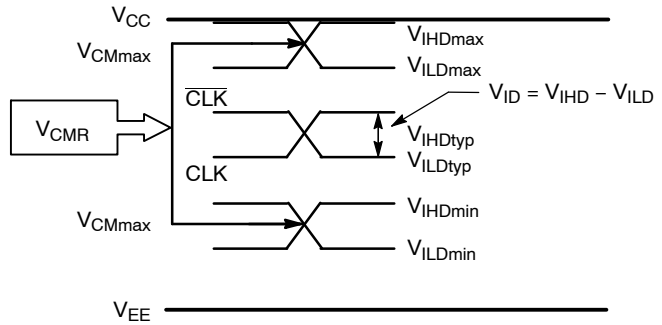 VCC
VIHDmax
VCMmax
VILDmax
CLK
VID = VIHD – VILD
VCMR
VIHDtyp
VILDtyp
CLK
VIHDmin
VCMmax
VILDmin
VEE